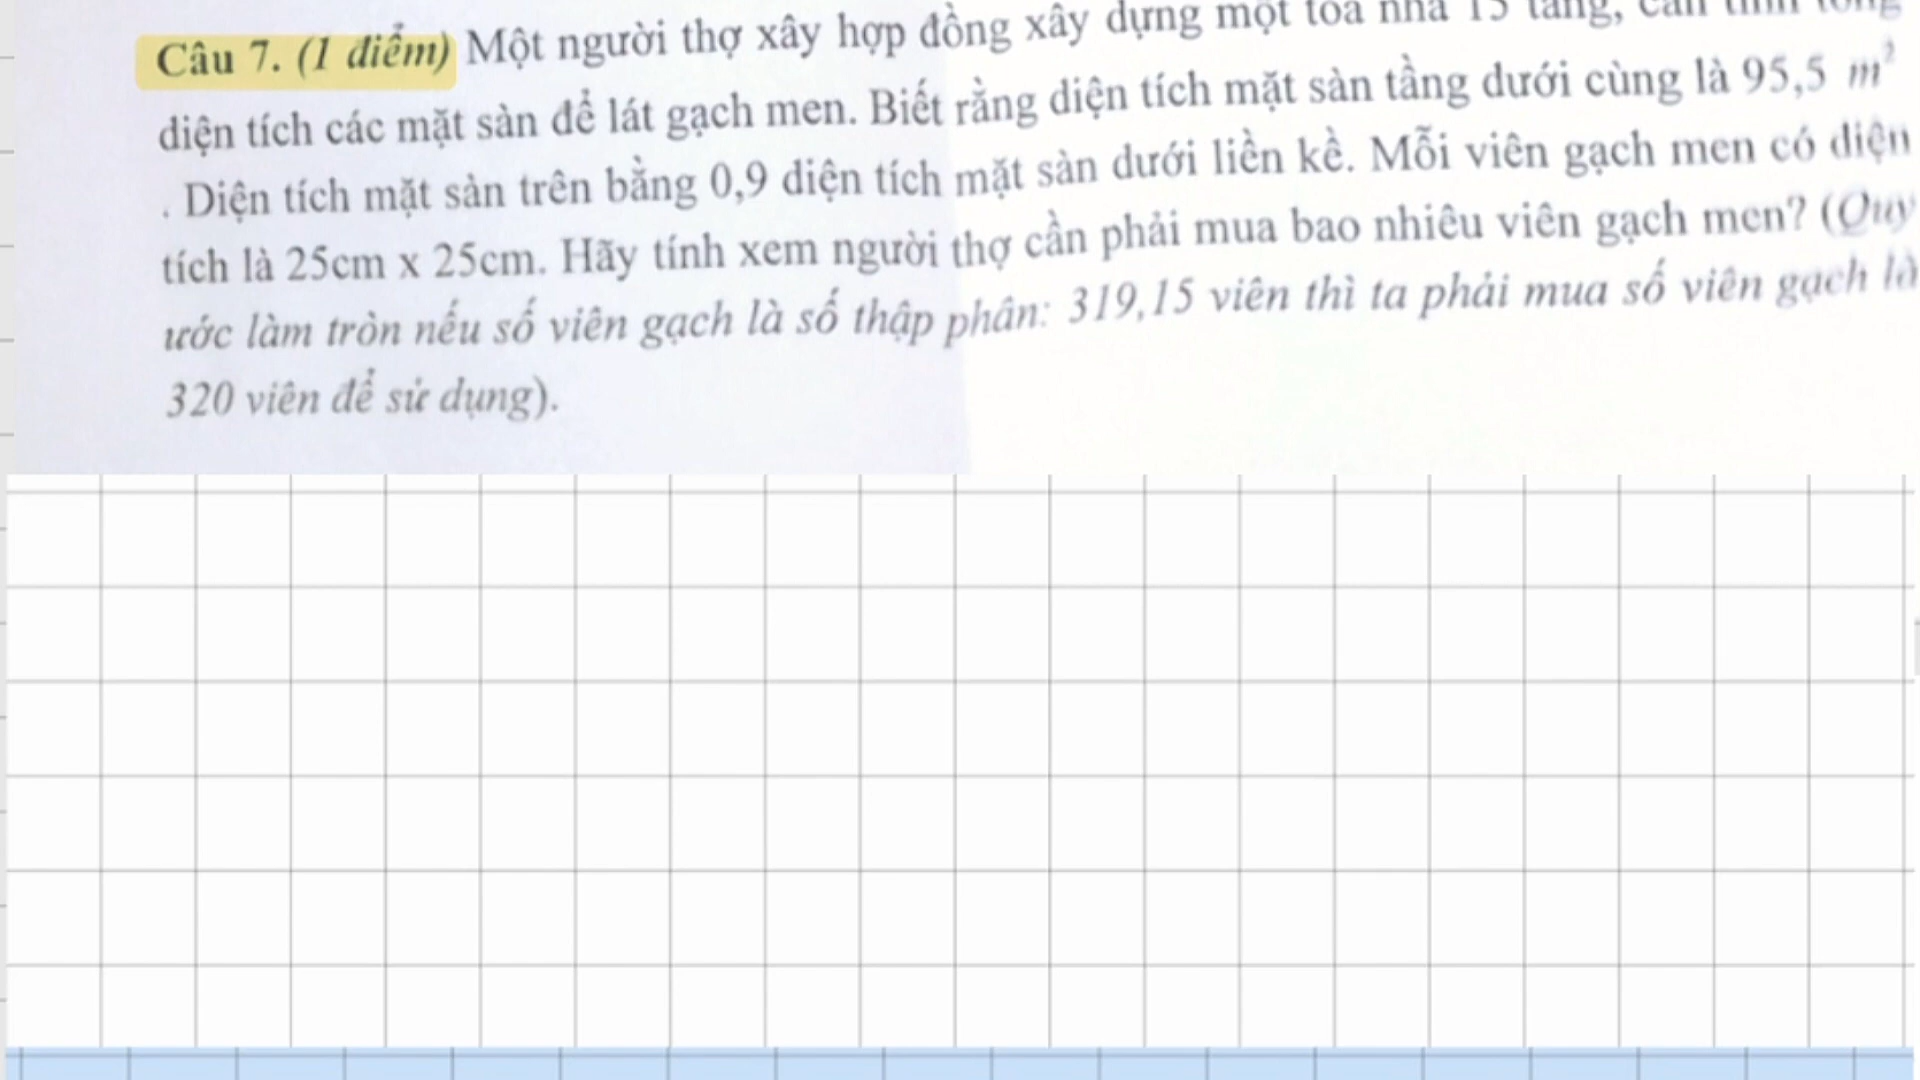 Câu 7. (1 điểm) Một người thợ xây hợp đồng xây dựng một toà nhà 15 tầng, cần tính tổng
diện tích các mặt sàn để lát gạch men. Biết rằng diện tích mặt sàn tầng dưới cùng là 95,5 m²
. Diện tích mặt sàn trên bằng 0,9 diện tích mặt sàn dưới liền kề. Mỗi viên gạch men có diện
tích là 25cm x 25cm. Hãy tính xem người thợ cần phải mua bao nhiêu viên gạch men? (Quy
ước làm tròn nếu số viên gạch là số thập phân: 319,15 viên thì ta phải mua số viên gạch là
320 viên để sử dụng).